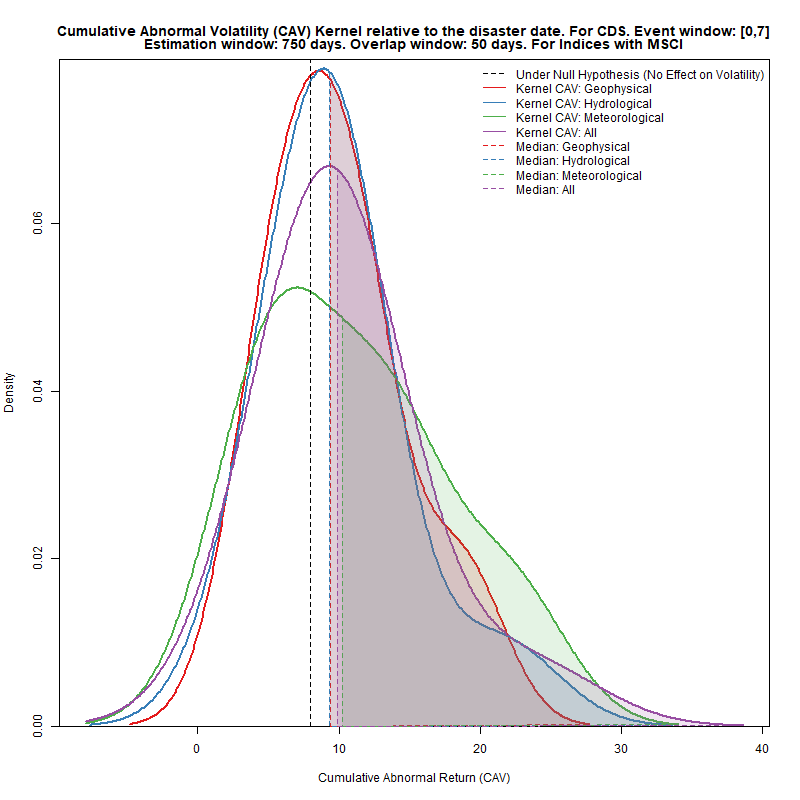 Cumulative Abnormal Volatility (CAV) Kernel relative to the disaster date. For CDS. Event window: [0,7]
Estimation window: 750 days. Overlap window: 50 days. For Indices with MSCI
Under Null Hypothesis (No Effect on Volatility)
Kernel CAV: Geophysical
Kernel CAV: Hydrological
Kernel CAV: Meteorological
Kernel CAV: All
Median: Geophysical
Median: Hydrological
Median: Meteorological
Median: All
Density
0.06
0.04
0.02
0.00
0 10 20 30 40
Cumulative Abnormal Return (CAV)